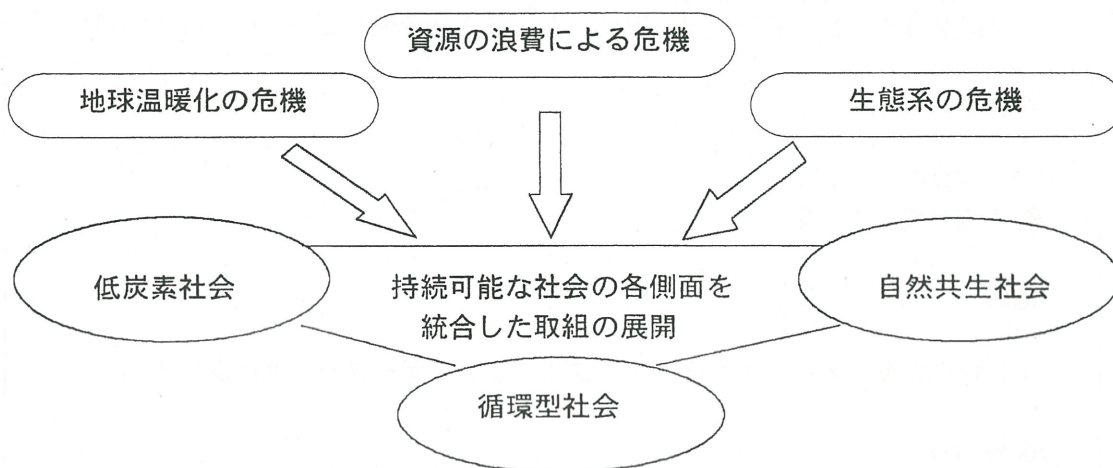 資源の浪費による危機
地球温暖化の危機
生態系の危機
低炭素社会
持続可能な社会の各側面を
統合した取組の展開
自然共生社会
循環型社会